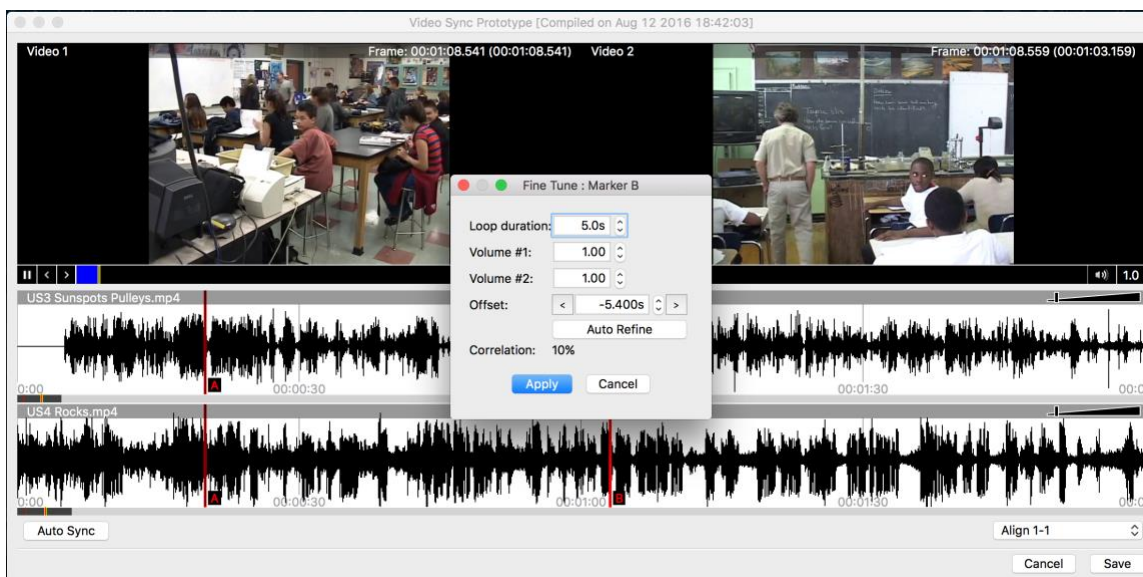 Video Sync Prototype [Compiled on Aug 12 2016 18:42:03]
Video 1
Frame: 00:01:08.541 (00:01:08.541)
Video 2
Frame: 00:01:08.559 (00:01:03.159)
Fine Tune : Marker B
Loop duration: 5.0s
Volume #1: 1.00
Volume #2: 1.00
Offset: < -5.400s >
Auto Refine
Correlation: 10%
Apply Cancel
< > 1.0
US3 Sunspots Pulleys.mp4
A
0:00 00:00:30 00:01:30 00:0
US4 Rocks.mp4
A B
0:00 00:00:30 00:01:00 00:01:30 00:0
Auto Sync
Align 1-1
Cancel Save